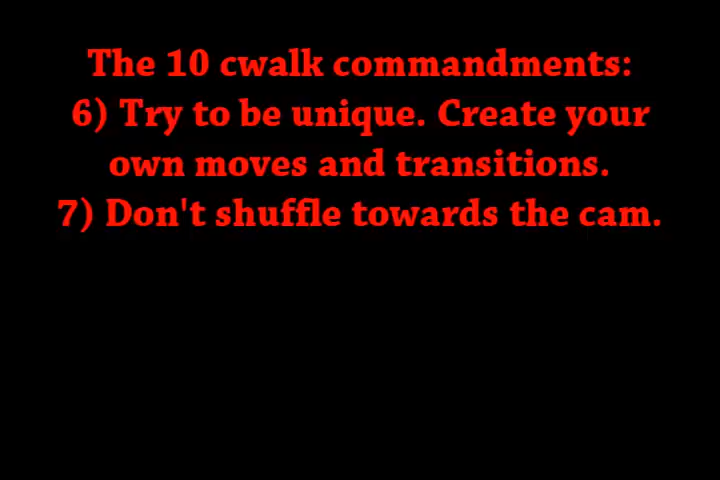 The 10 cwalk commandments:
6) Try to be unique. Create your
own moves and transitions.
7) Don't shuffle towards the cam.